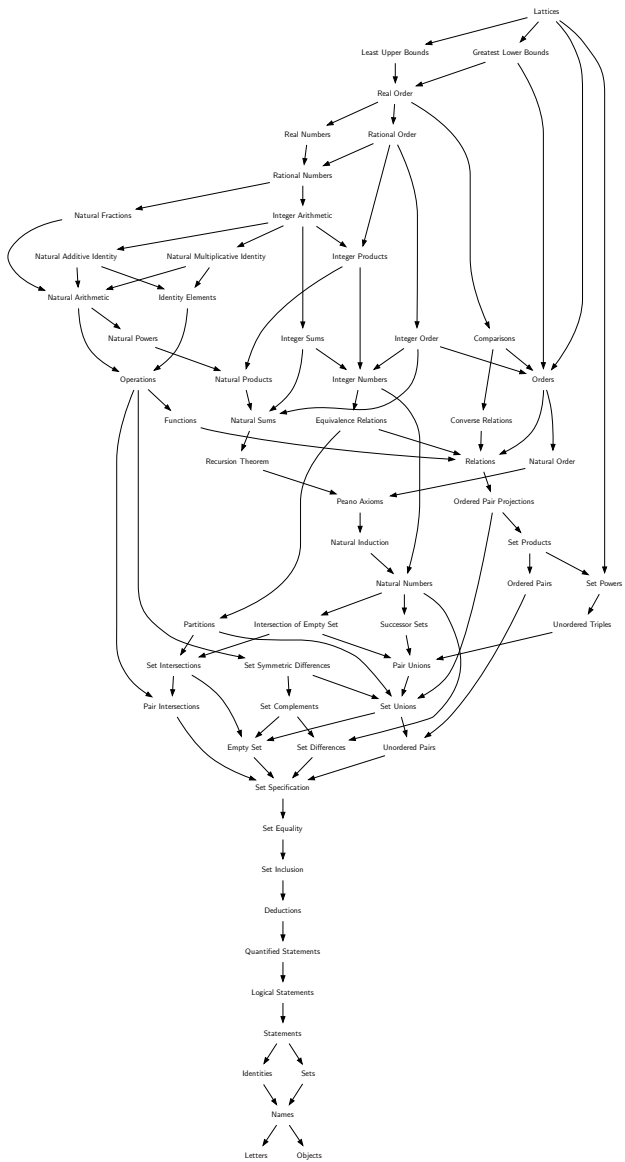 Lattices
Least Upper Bounds
Greatest Lower Bounds
Real Order
Real Numbers
Rational Order
Rational Numbers
Natural Fractions
Integer Arithmetic
Natural Additive Identity
Natural Multiplicative Identity
Integer Products
Natural Arithmetic
Identity Elements
Natural Powers
Integer Sums
Integer Order
Comparisons
Operations
Natural Products
Integer Numbers
Orders
Functions
Natural Sums
Equivalence Relations
Converse Relations
Recursion Theorem
Relations
Natural Order
Peano Axioms
Ordered Pair Projections
Natural Induction
Set Products
Natural Numbers
Ordered Pairs
Set Powers
Partitions
Intersection of Empty Set
Successor Sets
Unordered Triples
Set Intersections
Set Symmetric Differences
Pair Unions
Pair Intersections
Set Complements
Set Unions
Empty Set
Set Differences
Unordered Pairs
Set Specification
Set Equality
Set Inclusion
Deductions
Quantified Statements
Logical Statements
Statements
Identities
Sets
Names
Letters
Objects